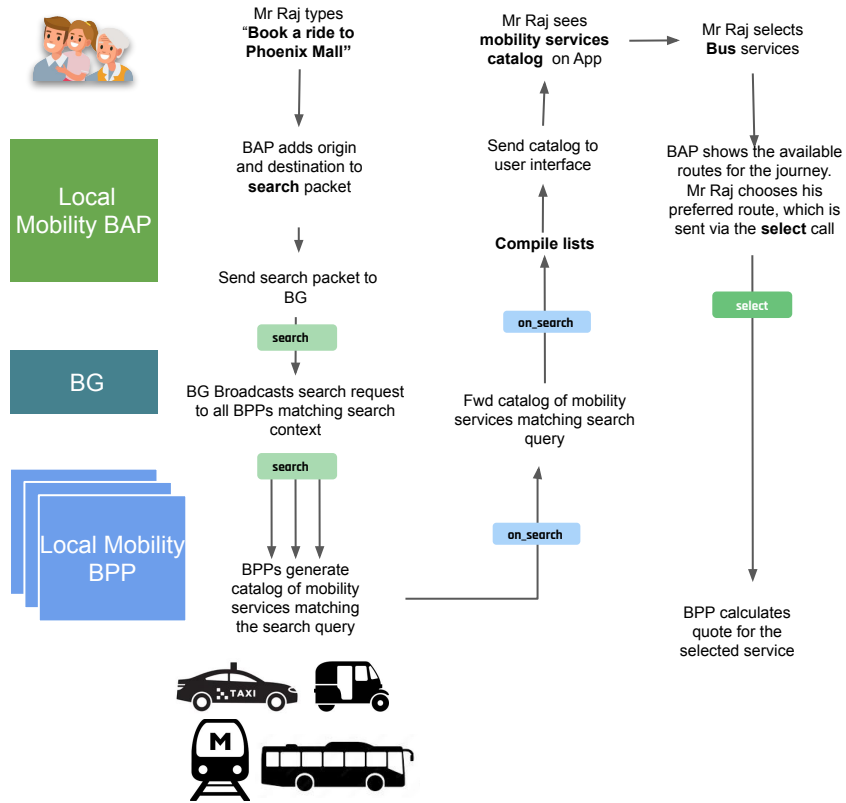 Mr Raj types
“Book a ride to
Phoenix Mall”
BAP adds origin
and destination to
search packet
Send search packet to
BG
search
BG Broadcasts search request
to all BPPs matching search
context
search
BPPs generate
catalog of mobility
services matching
the search query
TAXI
M
Local
Mobility BAP
BG
Local Mobility
BPP
Mr Raj sees
mobility services
catalog on App
Send catalog to
user interface
Compile lists
on_search
Fwd catalog of mobility
services matching search
query
on_search
Mr Raj selects
Bus services
BAP shows the available
routes for the journey.
Mr Raj chooses his
preferred route, which is
sent via the select call
select
BPP calculates
quote for the
selected service